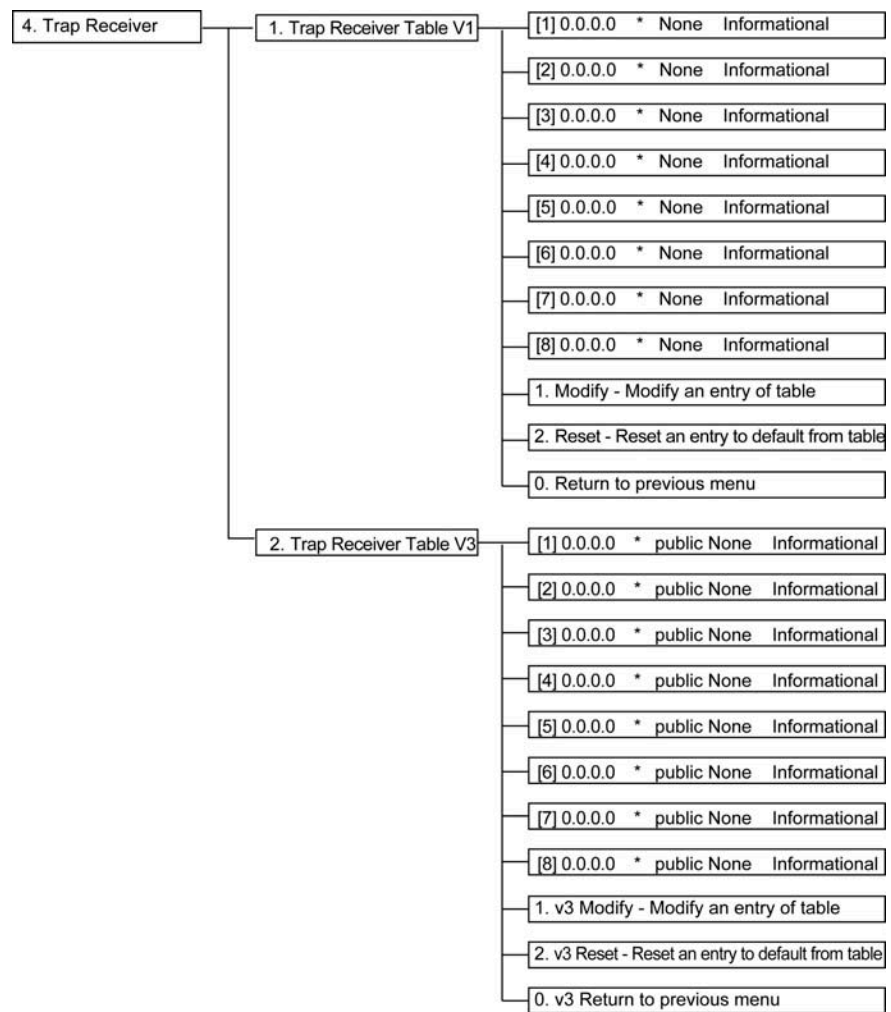 4. Trap Receiver
1. Trap Receiver Table V1
[1] 0.0.0.0 * None Informational
[2] 0.0.0.0 * None Informational
[3] 0.0.0.0 * None Informational
[4] 0.0.0.0 * None Informational
[5] 0.0.0.0 * None Informational
[6] 0.0.0.0 * None Informational
[7] 0.0.0.0 * None Informational
[8] 0.0.0.0 * None Informational
1. Modify - Modify an entry of table
2. Reset - Reset an entry to default from table
0. Return to previous menu
2. Trap Receiver Table V3
[1] 0.0.0.0 * public None Informational
[2] 0.0.0.0 * public None Informational
[3] 0.0.0.0 * public None Informational
[4] 0.0.0.0 * public None Informational
[5] 0.0.0.0 * public None Informational
[6] 0.0.0.0 * public None Informational
[7] 0.0.0.0 * public None Informational
[8] 0.0.0.0 * public None Informational
1. v3 Modify - Modify an entry of table
2. v3 Reset - Reset an entry to default from table
0. v3 Return to previous menu